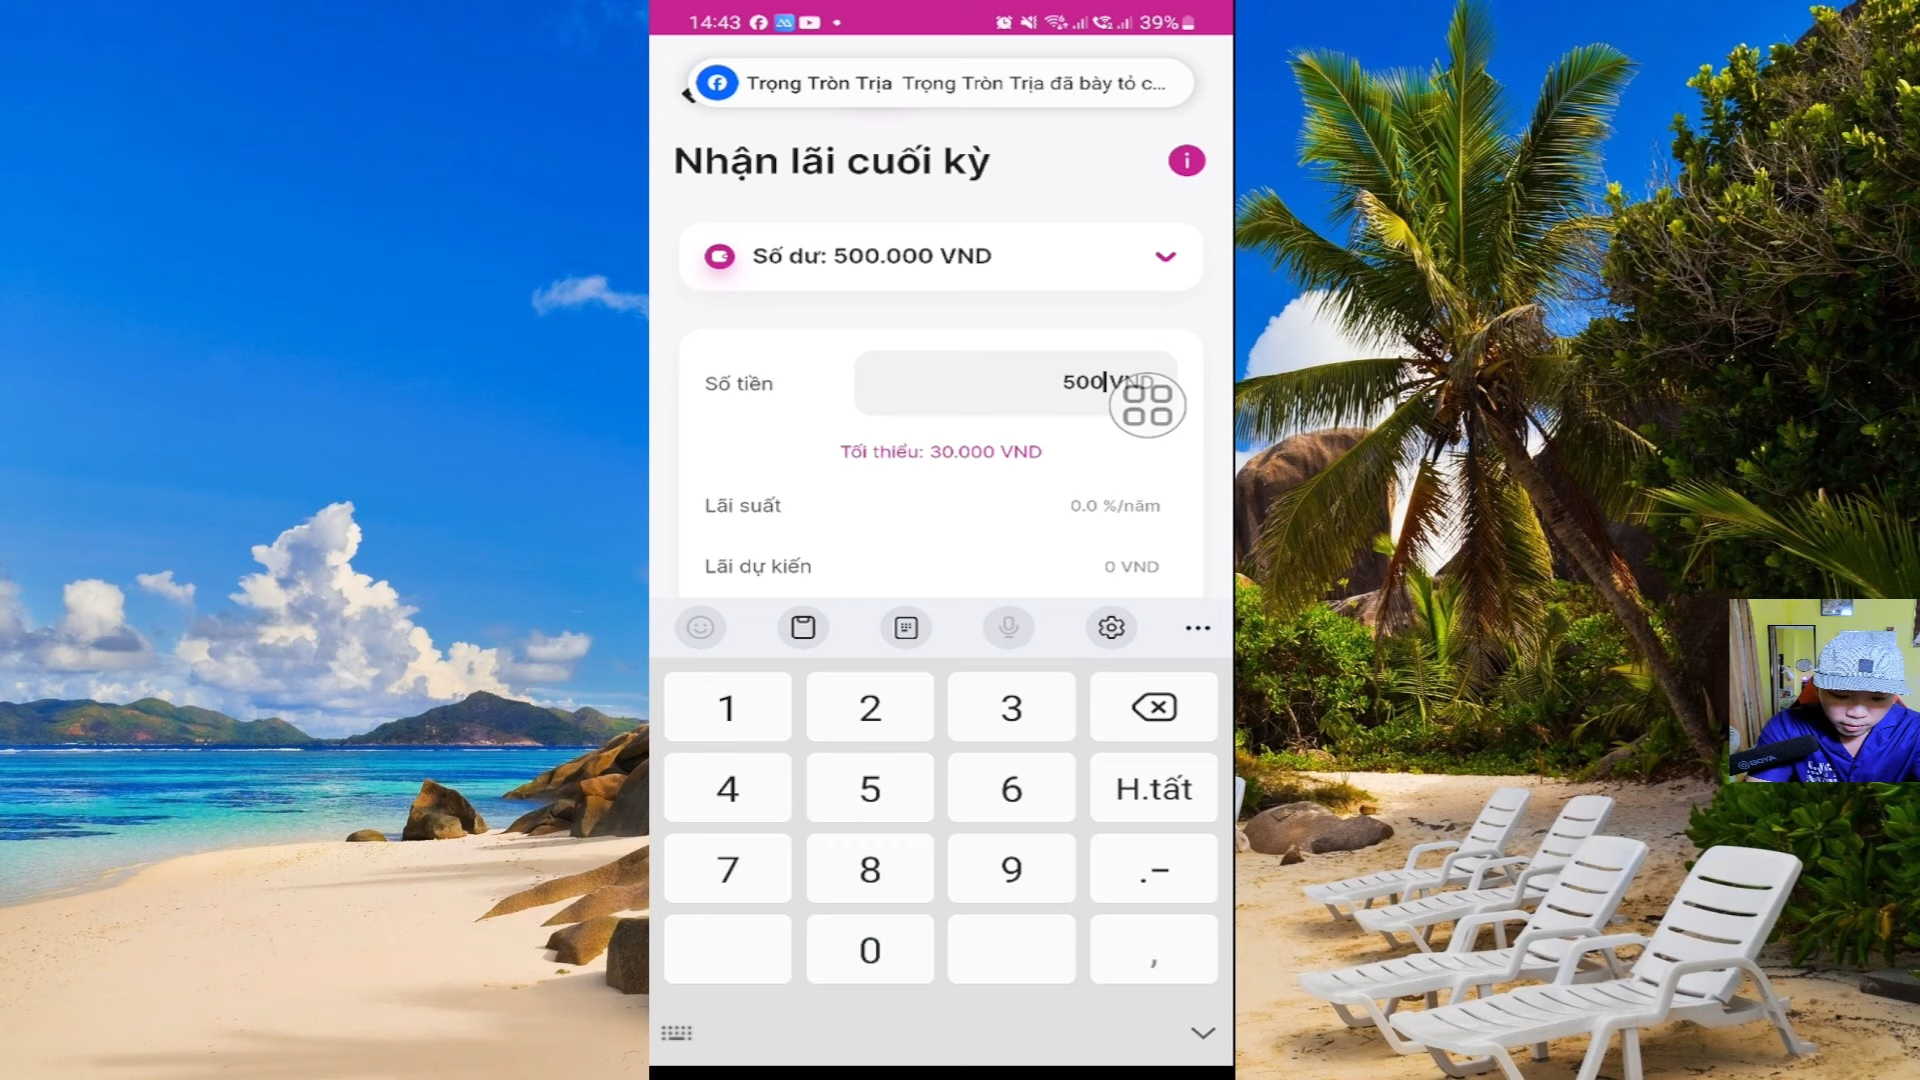 14:43
39%
Trọng Tròn Trịa Trọng Tròn Trịa đã bày tỏ c...
Nhận lãi cuối kỳ
Số dư: 500.000 VND
Số tiền
500 VND
Tối thiểu: 30.000 VND
Lãi suất
0.0 %/năm
Lãi dự kiến
0 VND
1 2 3
4 5 6 H.tất
7 8 9 .-
0 ,
BOYA